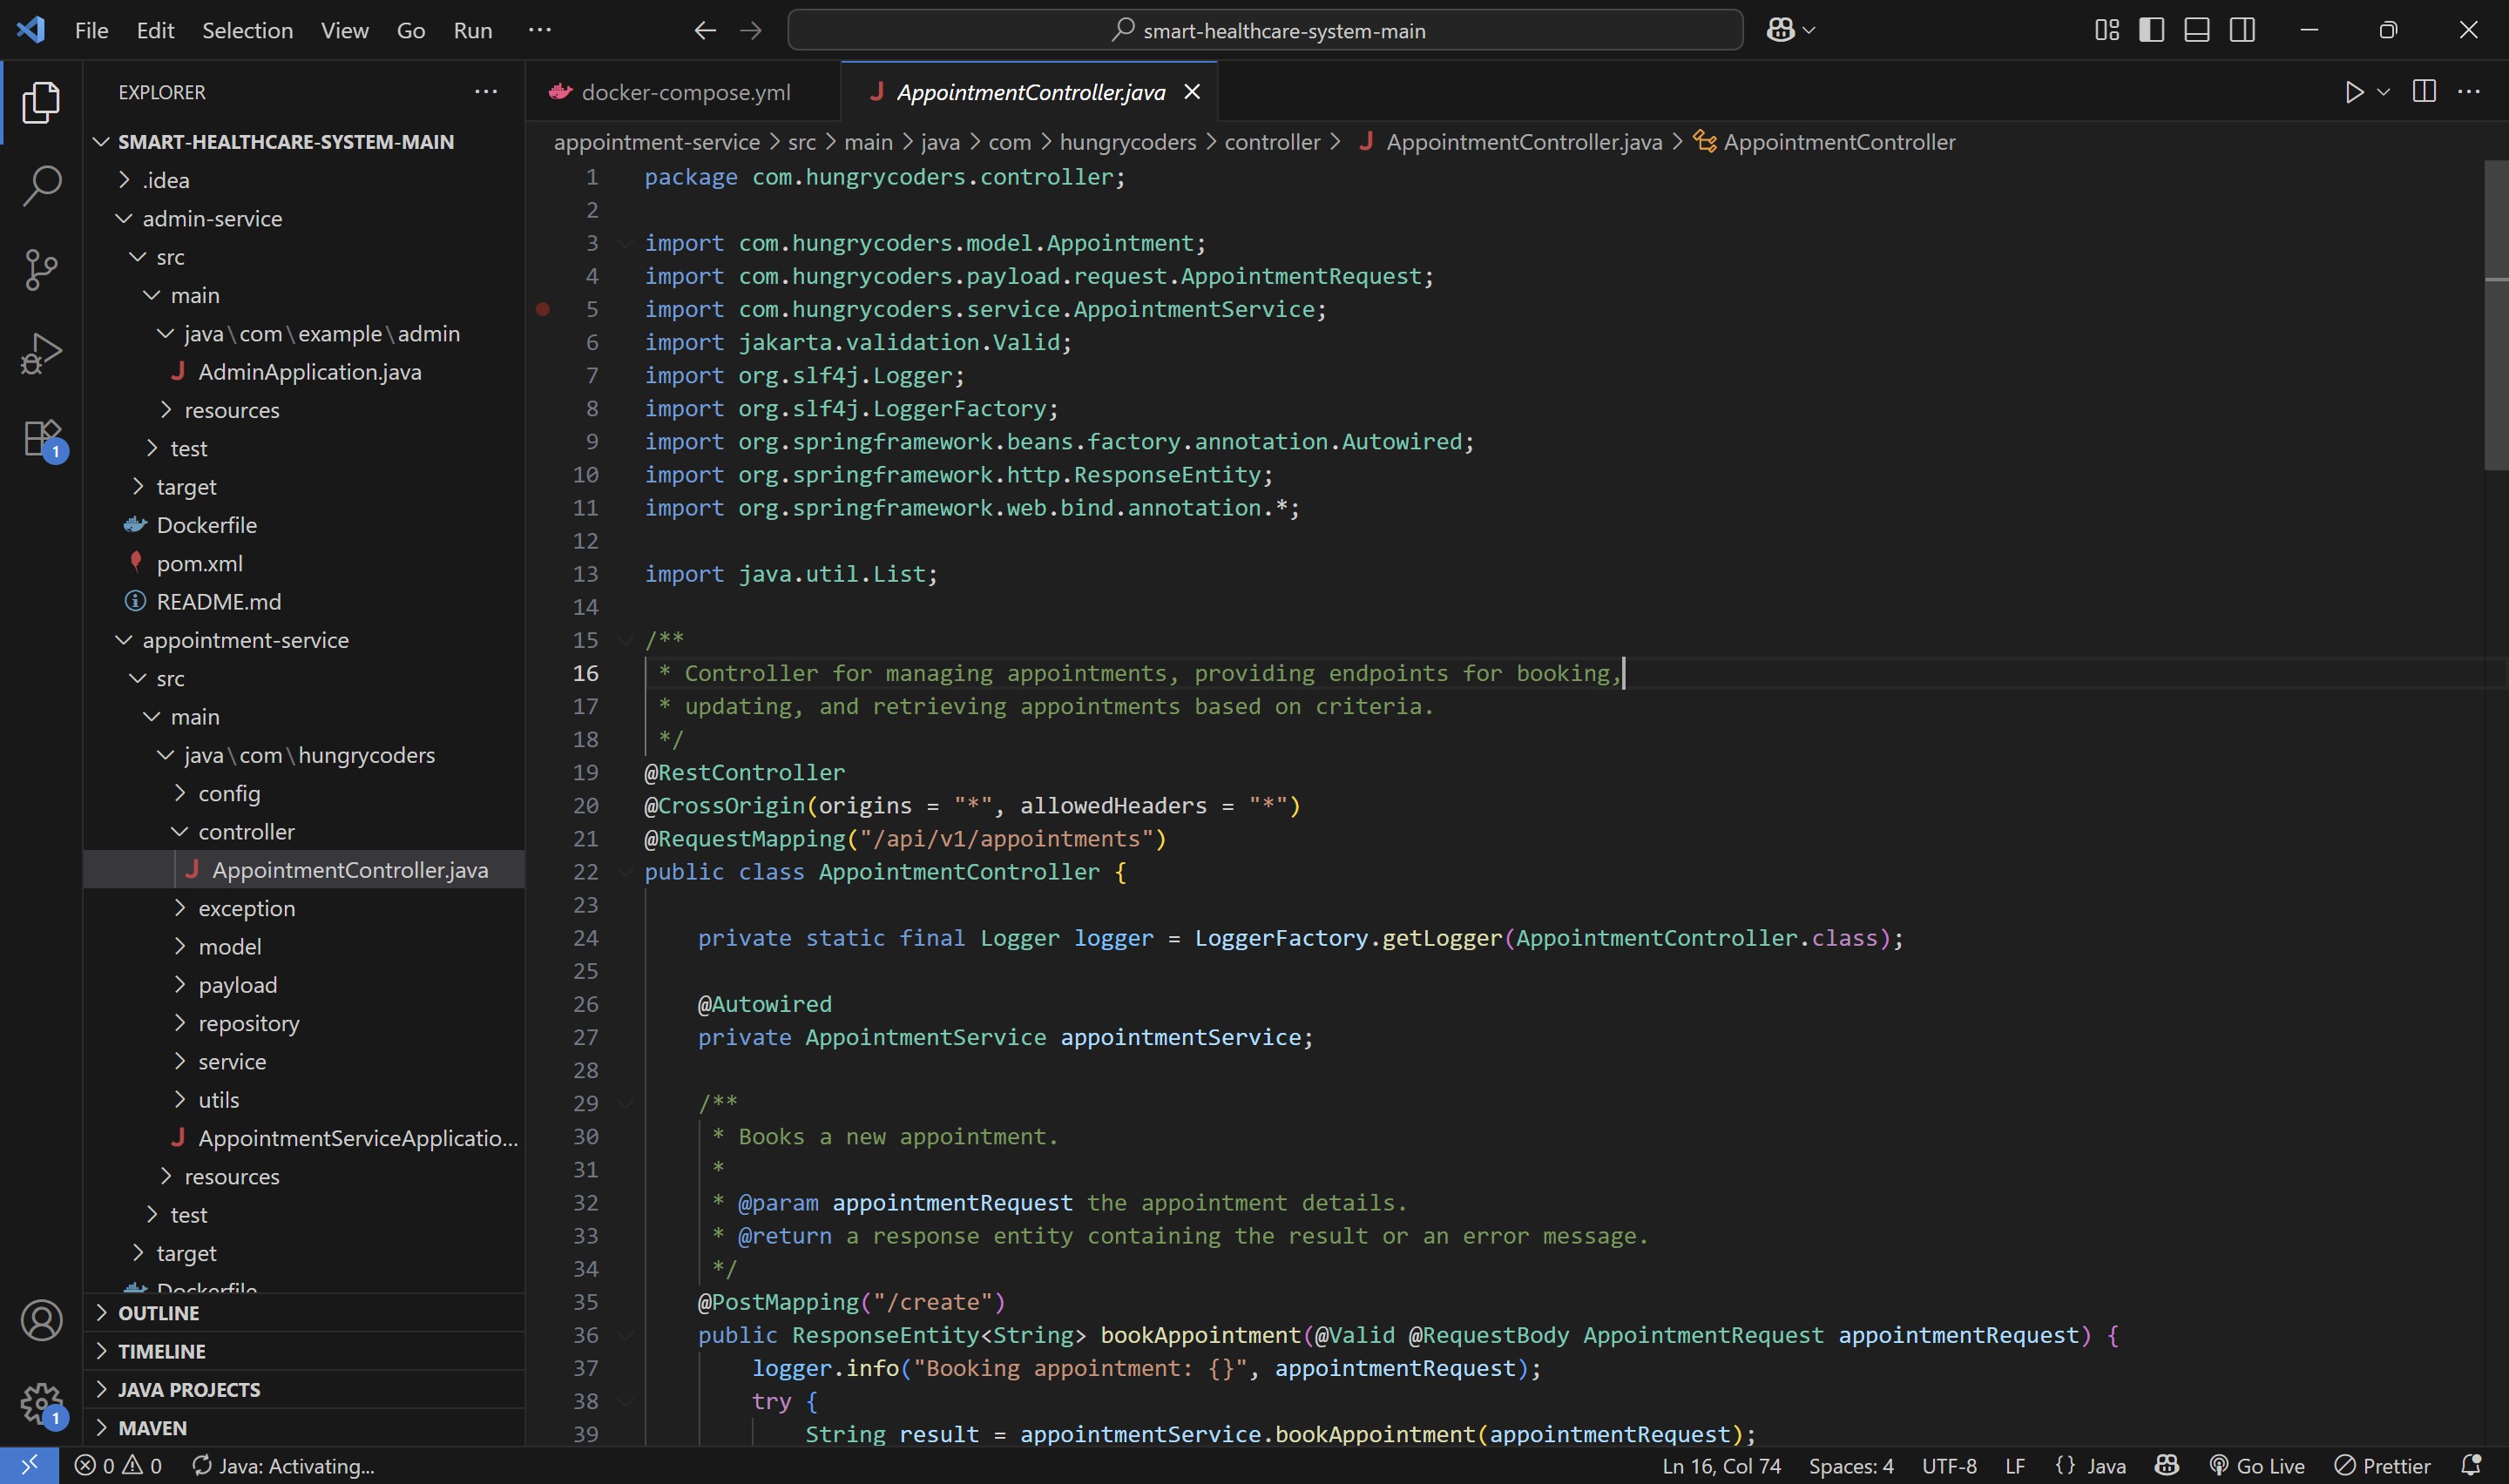 File Edit Selection View Go Run ···
smart-healthcare-system-main
EXPLORER ···
SMART-HEALTHCARE-SYSTEM-MAIN
.idea
admin-service
src
main
java\com\example\admin
J AdminApplication.java
resources
test
target
Dockerfile
pom.xml
README.md
appointment-service
src
main
java\com\hungrycoders
config
controller
J AppointmentController.java
exception
model
payload
repository
service
utils
J AppointmentServiceApplicatio...
resources
test
target
Dockerfile
OUTLINE
TIMELINE
JAVA PROJECTS
MAVEN
1
1
docker-compose.yml
J AppointmentController.java
appointment-service > src > main > java > com > hungrycoders > controller > J AppointmentController.java > AppointmentController
1 package com.hungrycoders.controller;
2
3 import com.hungrycoders.model.Appointment;
4 import com.hungrycoders.payload.request.AppointmentRequest;
5 import com.hungrycoders.service.AppointmentService;
6 import jakarta.validation.Valid;
7 import org.slf4j.Logger;
8 import org.slf4j.LoggerFactory;
9 import org.springframework.beans.factory.annotation.Autowired;
10 import org.springframework.http.ResponseEntity;
11 import org.springframework.web.bind.annotation.*;
12
13 import java.util.List;
14
15 /**
16 * Controller for managing appointments, providing endpoints for booking,
17 * updating, and retrieving appointments based on criteria.
18 */
19 @RestController
20 @CrossOrigin(origins = "*", allowedHeaders = "*")
21 @RequestMapping("/api/v1/appointments")
22 public class AppointmentController {
23
24 private static final Logger logger = LoggerFactory.getLogger(AppointmentController.class);
25
26 @Autowired
27 private AppointmentService appointmentService;
28
29 /**
30 * Books a new appointment.
31 *
32 * @param appointmentRequest the appointment details.
33 * @return a response entity containing the result or an error message.
34 */
35 @PostMapping("/create")
36 public ResponseEntity<String> bookAppointment(@Valid @RequestBody AppointmentRequest appointmentRequest) {
37 logger.info("Booking appointment: {}", appointmentRequest);
38 try {
39 String result = appointmentService.bookAppointment(appointmentRequest);
0 0 Java: Activating...
Ln 16, Col 74 Spaces: 4 UTF-8 LF {} Java Go Live Prettier